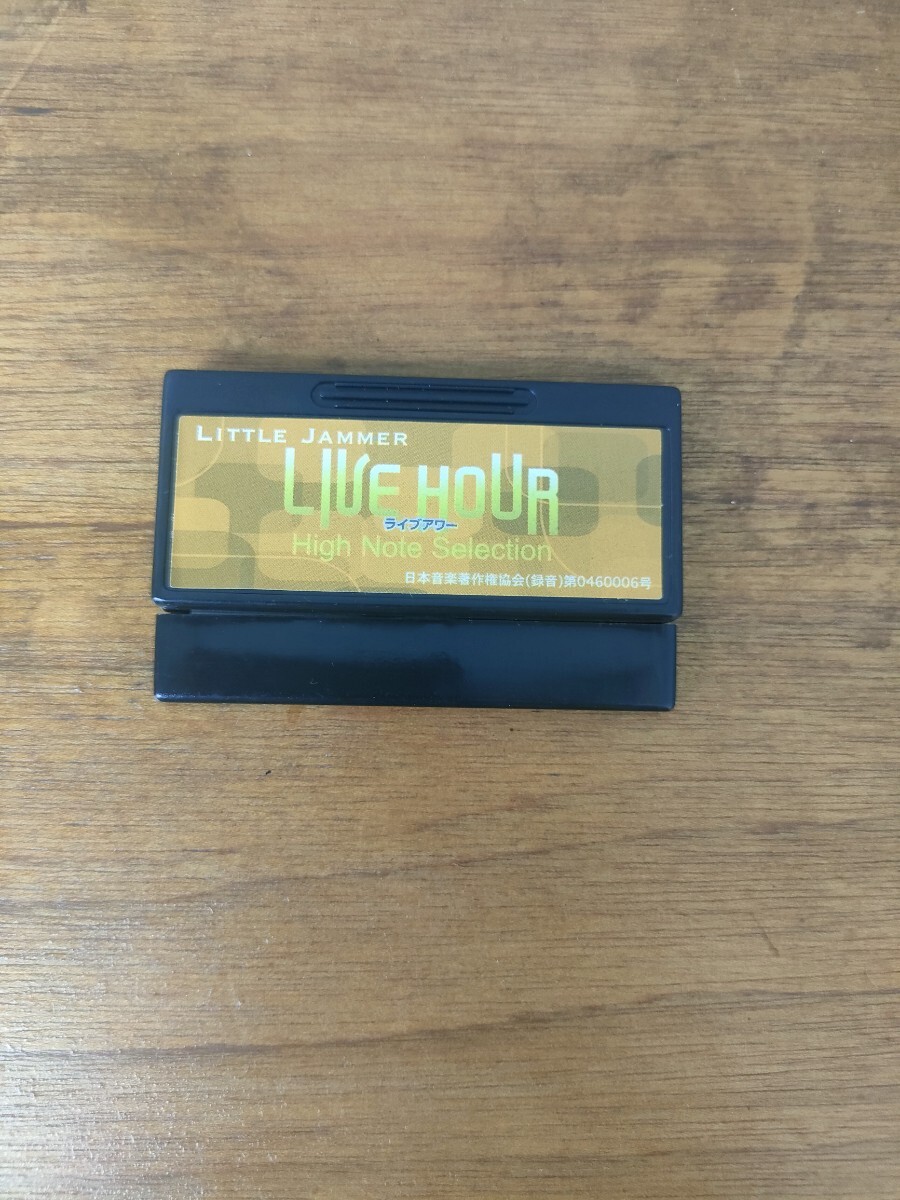 LITTLE JAMMER
LIVE HOUR
ライブアワー
High Note Selection
日本音楽著作権協会(録音)第0460006号